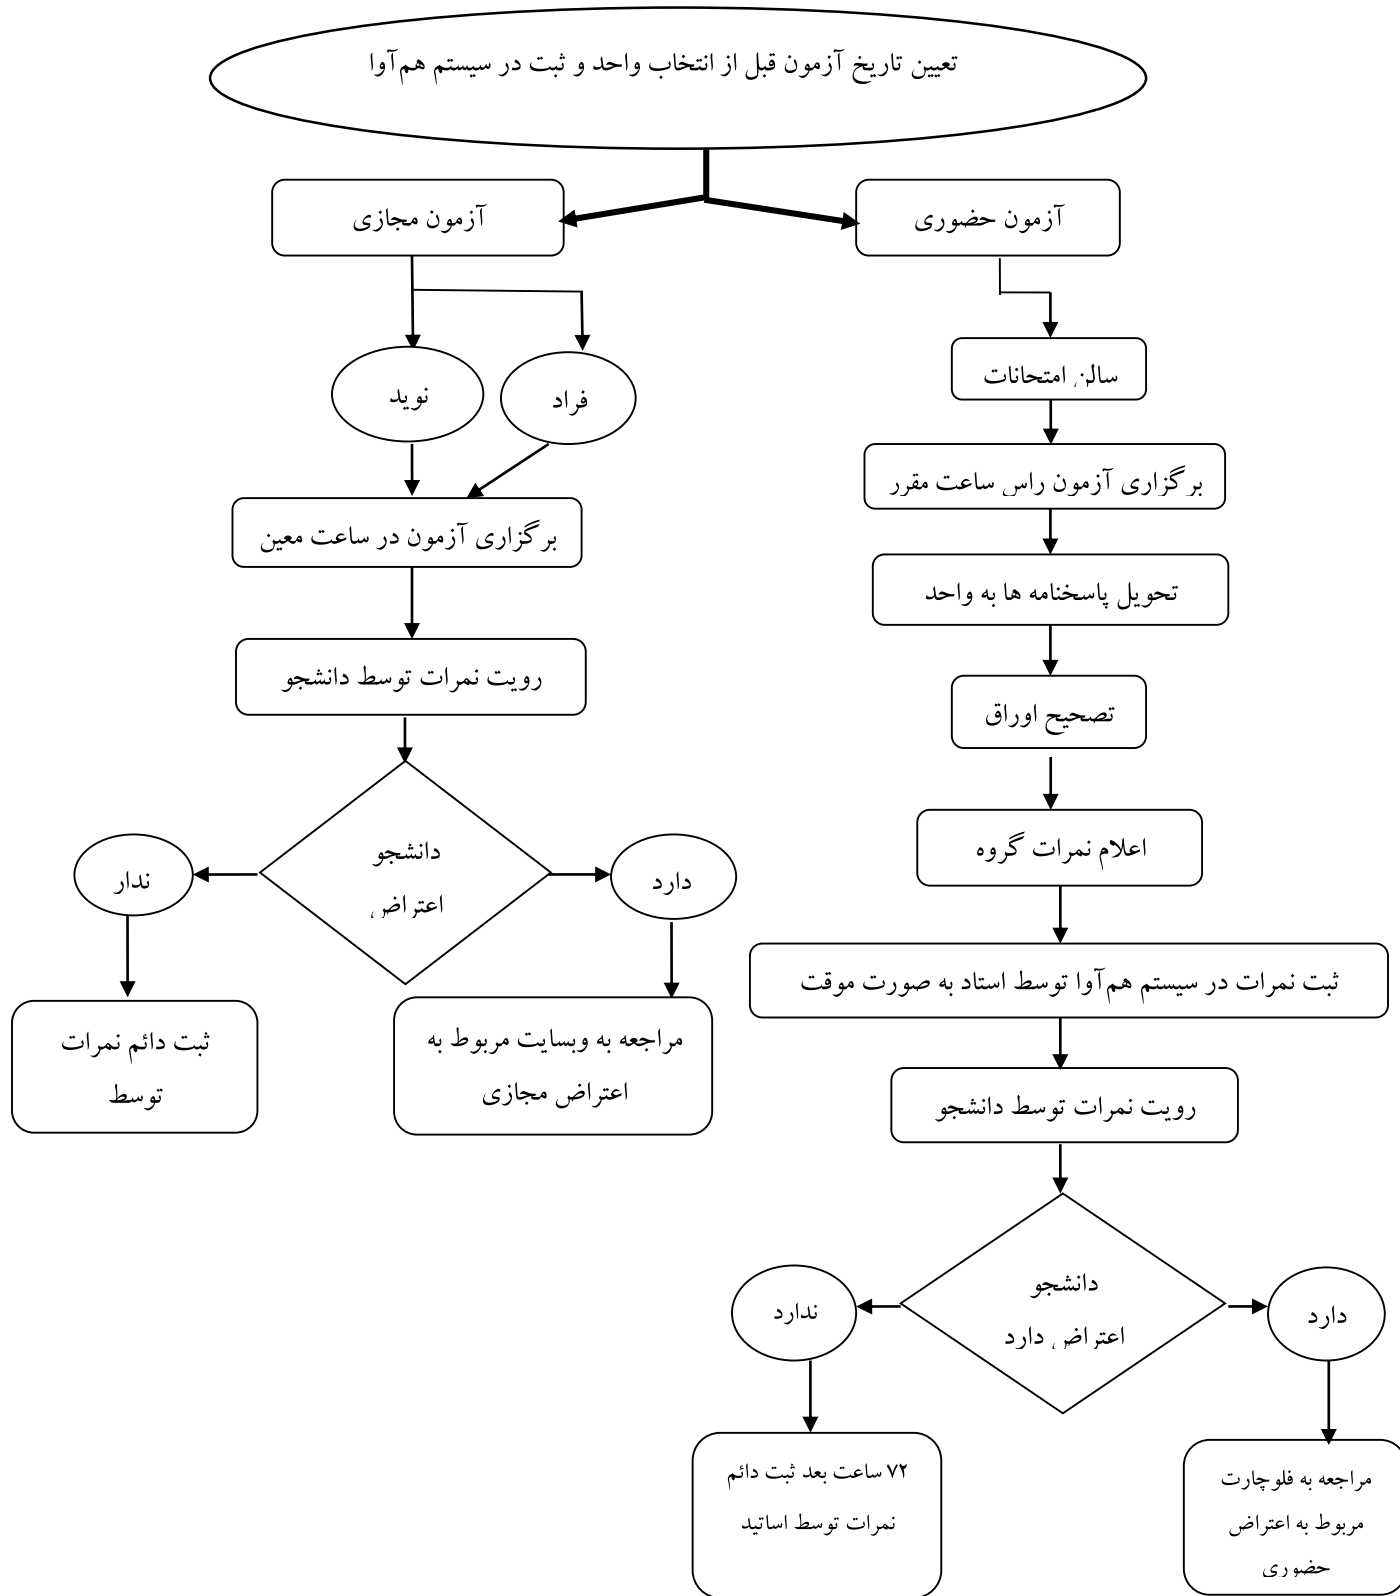 تعیین تاریخ آزمون قبل از انتخاب واحد و ثبت در سیستم هم‌آوا
آزمون حضوری
آزمون مجازی
سالن امتحانات
برگزاری آزمون راس ساعت مقرر
تحویل پاسخنامه ها به واحد
تصحیح اوراق
اعلام نمرات گروه
ثبت نمرات در سیستم هم‌آوا توسط استاد به صورت موقت
رویت نمرات توسط دانشجو
دانشجو
اعتراض دارد
دارد
ندارد
مراجعه به فلوچارت
مربوط به اعتراض
حضوری
۷۲ ساعت بعد ثبت دائم
نمرات توسط اساتید
فراد
نوید
برگزاری آزمون در ساعت معین
رویت نمرات توسط دانشجو
دانشجو
اعتراض
دارد
ندار
مراجعه به وبسایت مربوط به
اعتراض مجازی
ثبت دائم نمرات
توسط